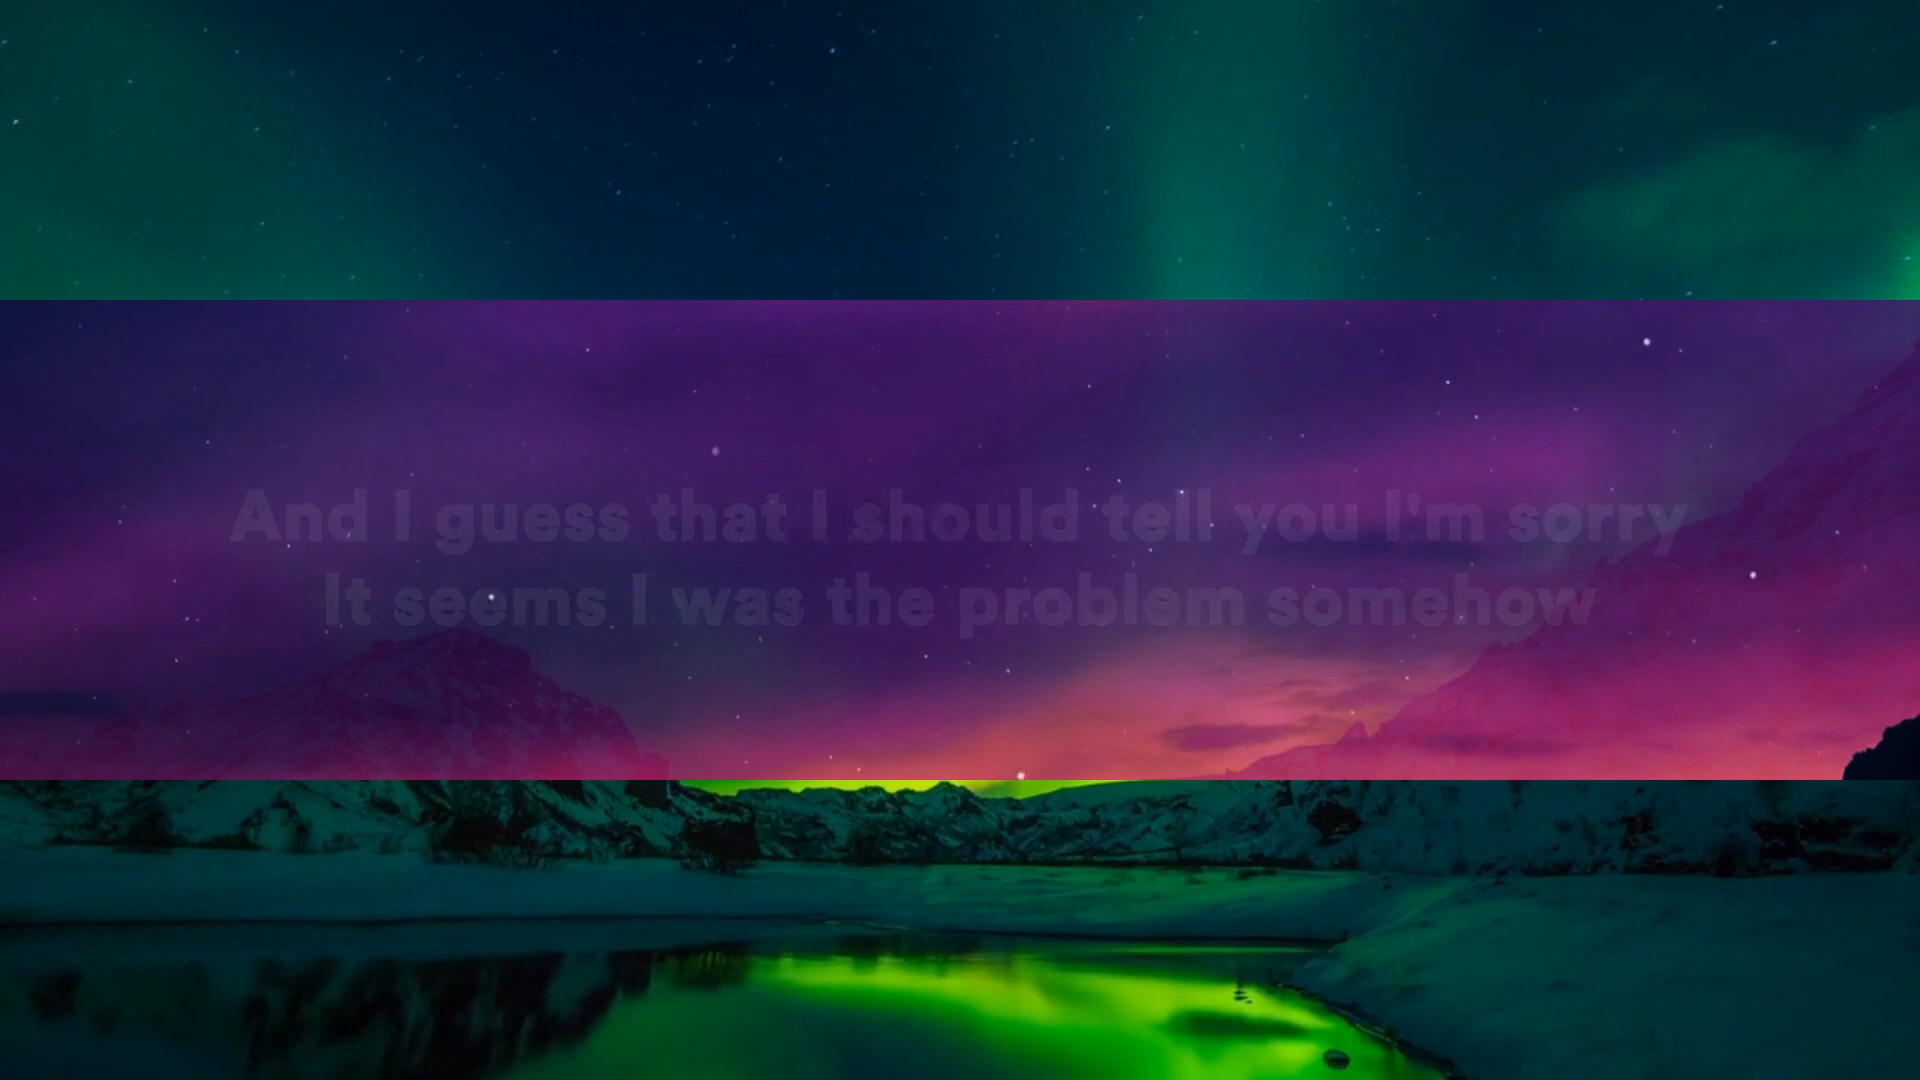 And I guess that I should tell you I'm sorry
It seems I was the problem somehow